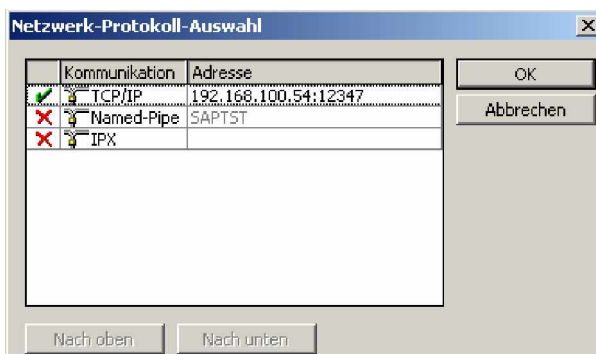 Netzwerk-Protokoll-Auswahl
Kommunikation Adresse
TCP/IP 192.168.100.54:12347
Named-Pipe SAPTST
IPX
OK
Abbrechen
Nach oben Nach unten